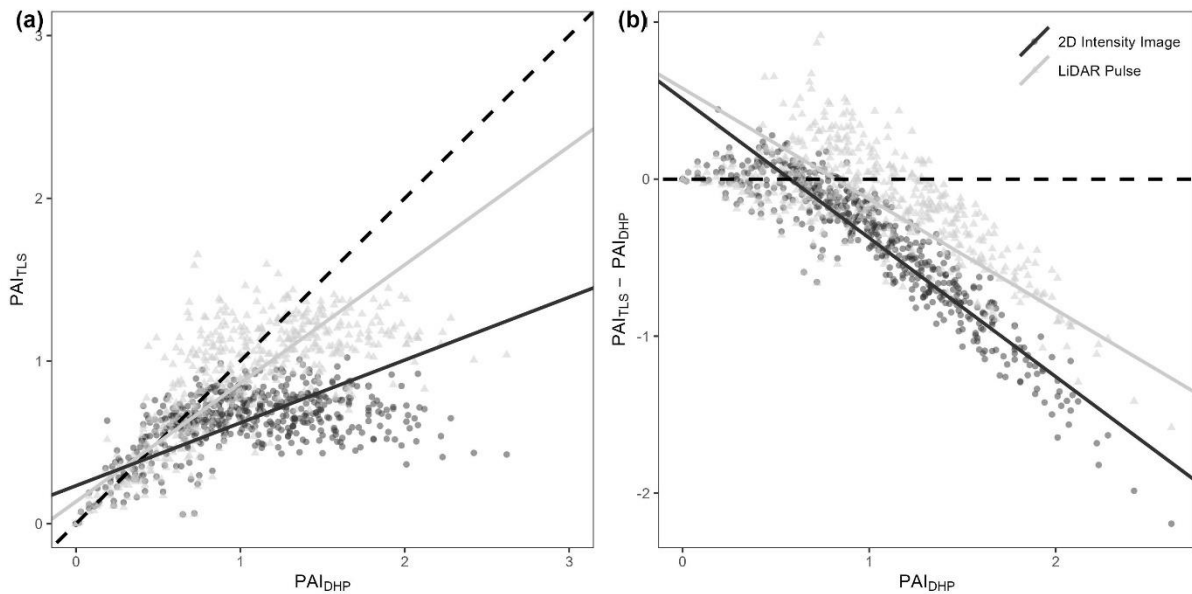 (a)
3
2
1
0
PAI_TLS
0 1 2 3
PAI_DHP
(b)
2D Intensity Image
LiDAR Pulse
1
0
-1
-2
PAI_TLS − PAI_DHP
0 1 2
PAI_DHP